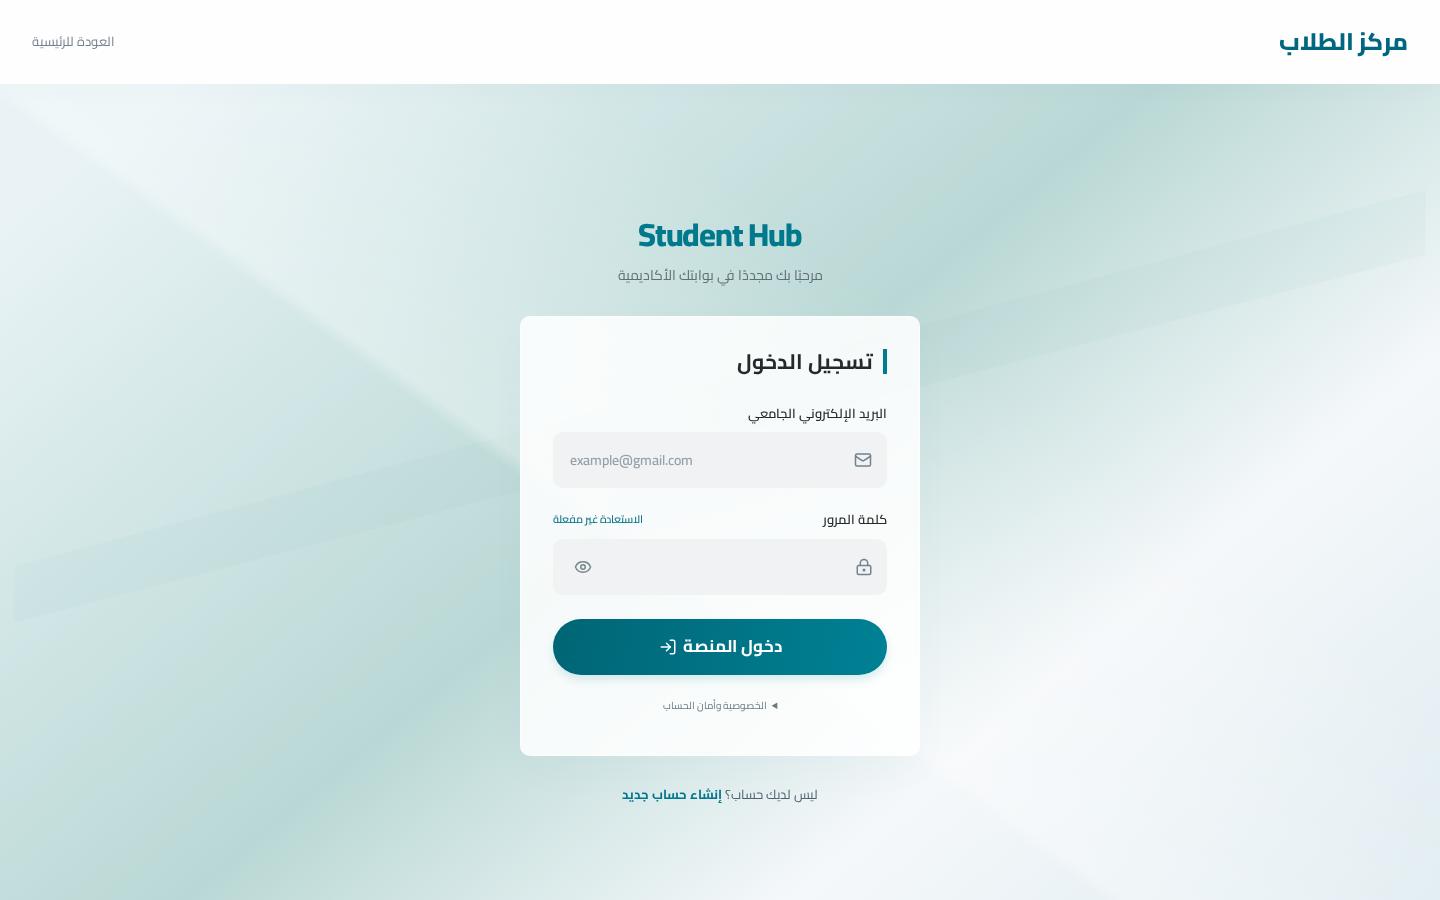 مركز الطلاب
العودة للرئيسية
Student Hub
مرحبًا بك مجددًا في بوابتك الأكاديمية
تسجيل الدخول
البريد الإلكتروني الجامعي
example@gmail.com
كلمة المرور
الاستعادة غير مفعلة
دخول المنصة
الخصوصية وأمان الحساب
ليس لديك حساب؟ إنشاء حساب جديد